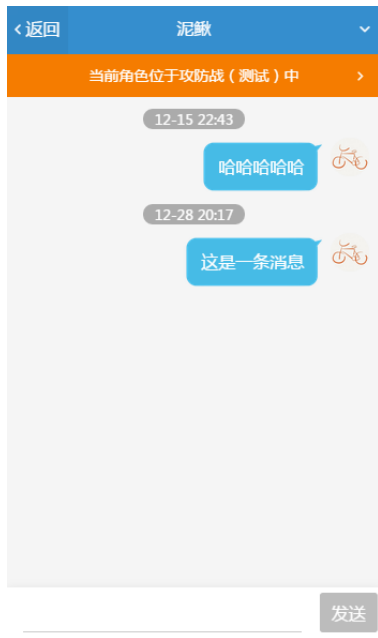 返回
泥鳅
当前角色位于攻防战（测试）中
12-15 22:43
哈哈哈哈哈
12-28 20:17
这是一条消息
发送